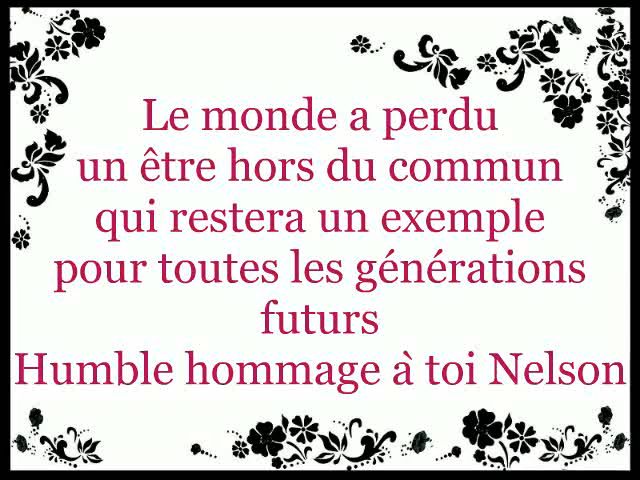 Le monde a perdu
un être hors du commun
qui restera un exemple
pour toutes les générations
futurs
Humble hommage à toi Nelson